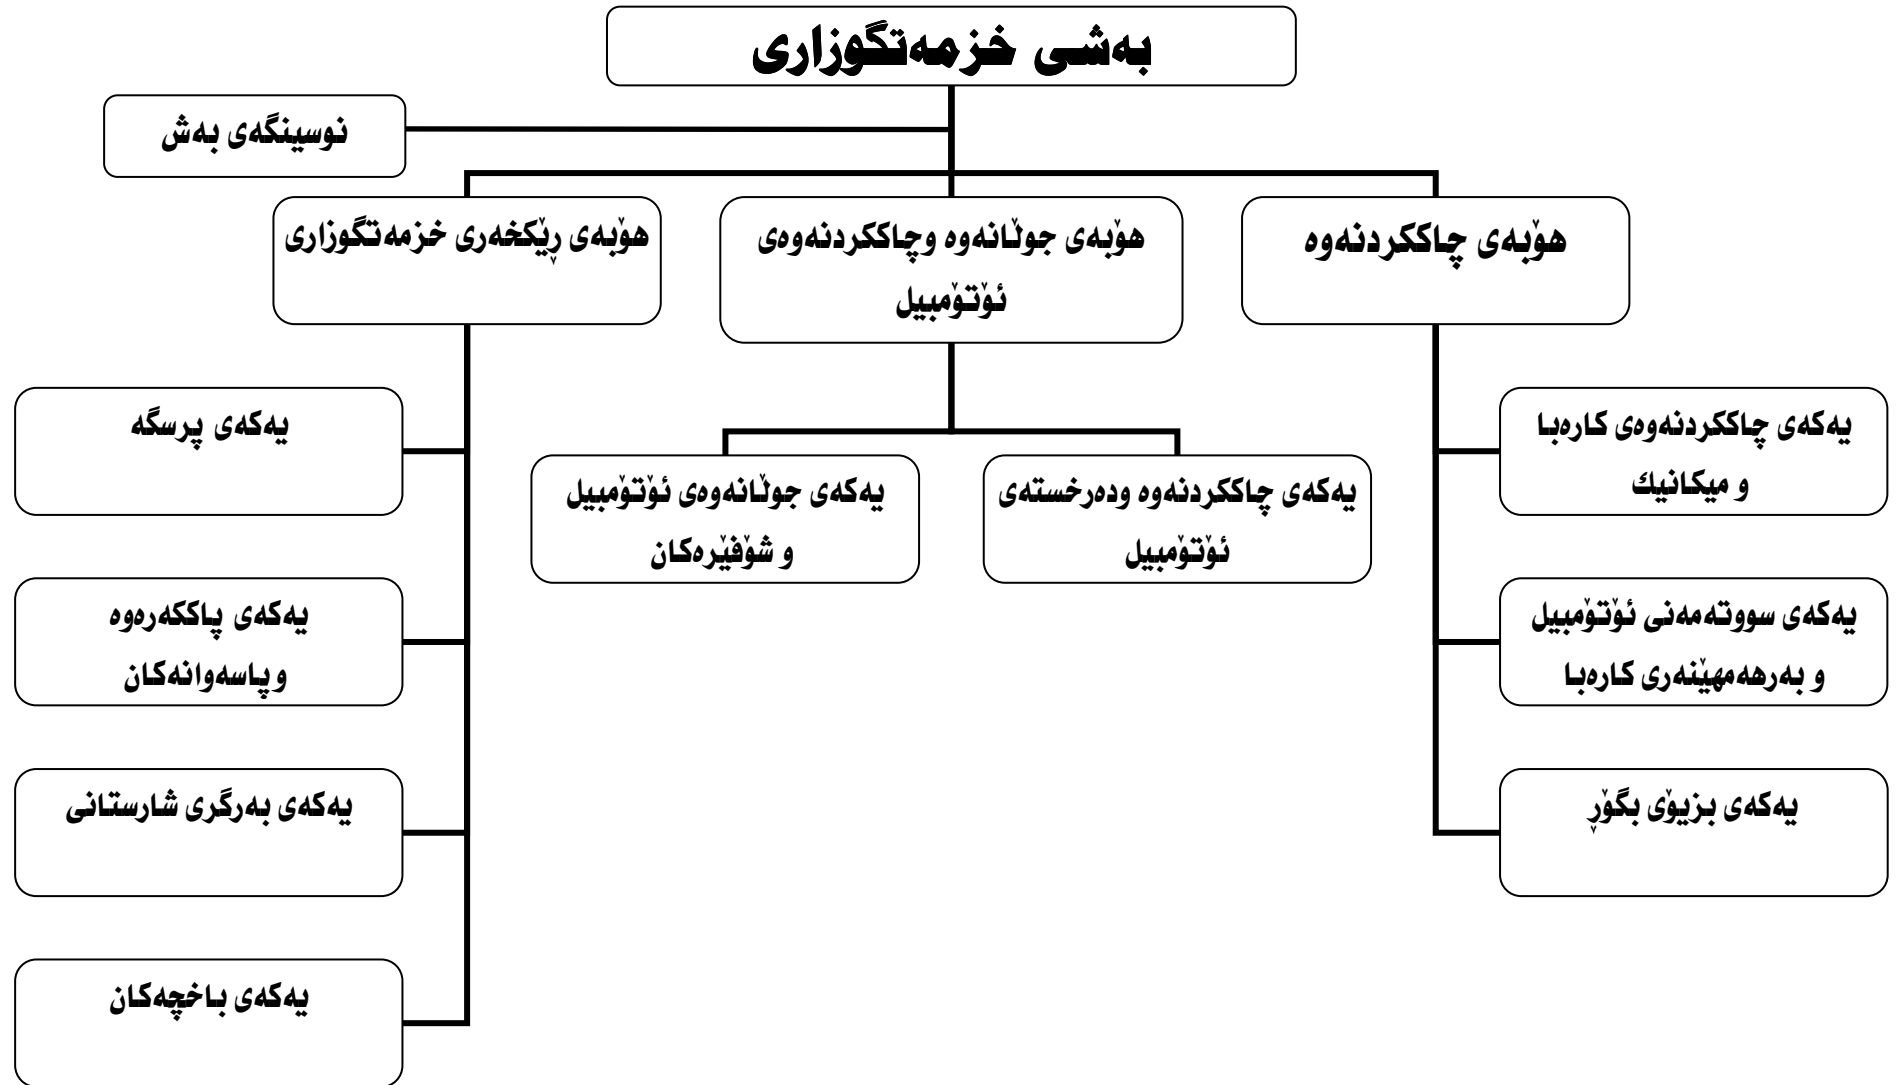 بەشی خزمەتگوزاری
نوسینگەی بەش
هۆبەی چاککردنەوە
هۆبەی جوڵانەوە وچاککردنەوەی
ئۆتۆمبیل
هۆبەی ڕێکخەری خزمەتگوزاری
یەکەی چاککردنەوەی کارەبا
و میکانیك
یەکەی سووتەمەنی ئۆتۆمبیل
و بەرهەمهێنەری کارەبا
یەکەی بزیۆی بگۆڕ
یەکەی چاککردنەوە ودەرخستەی
ئۆتۆمبیل
یەکەی جوڵانەوەی ئۆتۆمبیل
و شۆفێرەکان
یەکەی پرسگە
یەکەی پاککەرەوە
وپاسەوانەکان
یەکەی بەرگری شارستانی
یەکەی باخچەکان